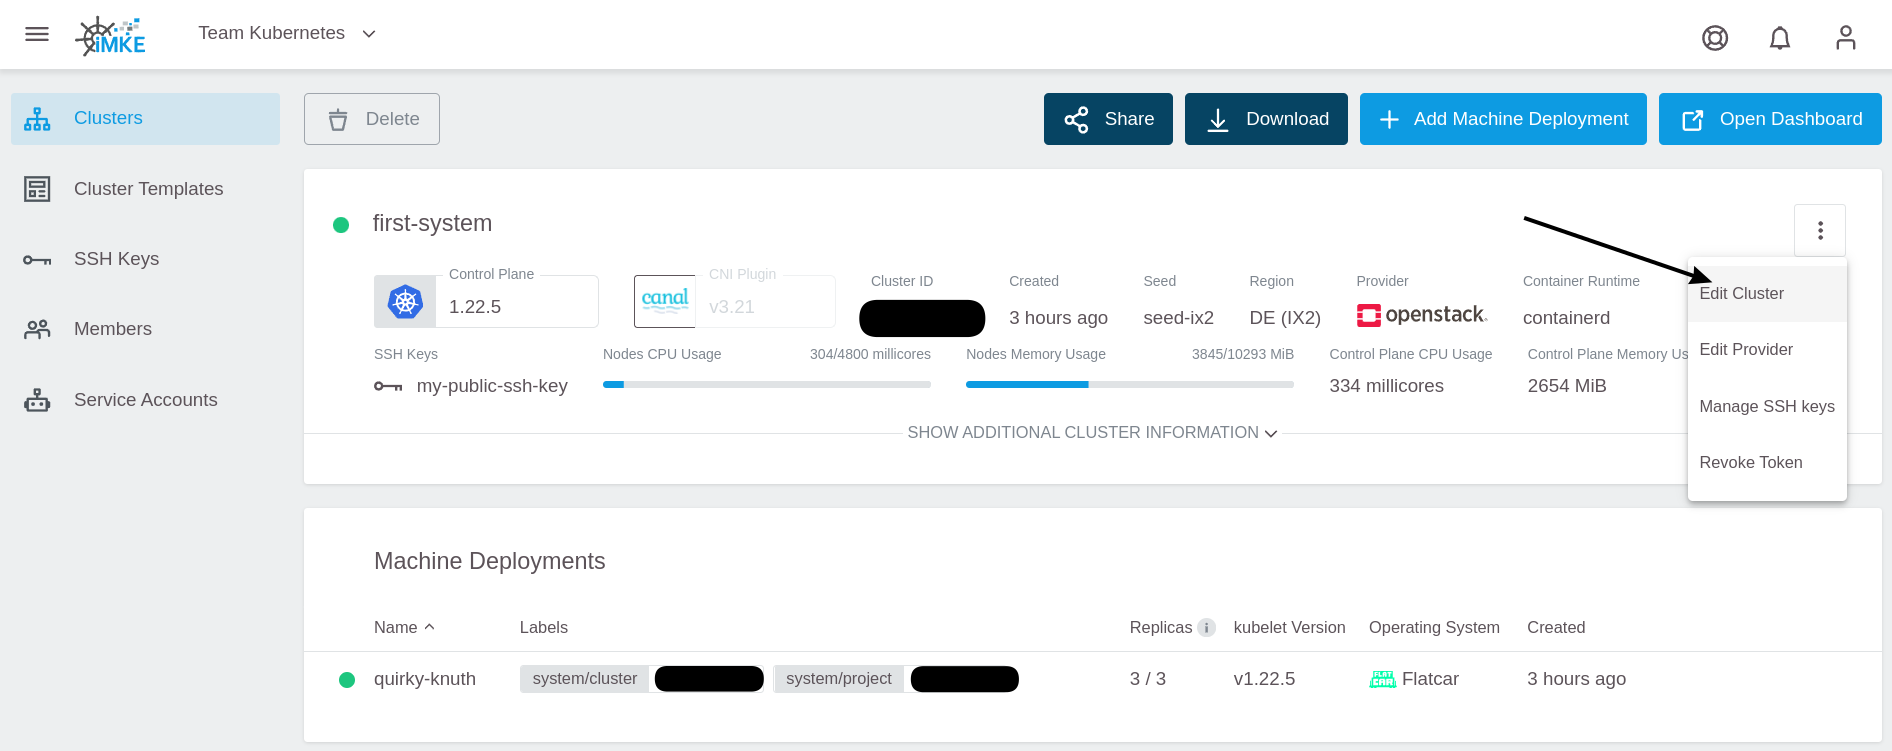 iMKE
Team Kubernetes
Clusters
Cluster Templates
SSH Keys
Members
Service Accounts
Delete
Share
Download
Add Machine Deployment
Open Dashboard
first-system
Control Plane
1.22.5
canal
CNI Plugin
v3.21
Cluster ID
Created
3 hours ago
Seed
seed-ix2
Region
DE (IX2)
Provider
openstack.
Container Runtime
containerd
SSH Keys
my-public-ssh-key
Nodes CPU Usage
304/4800 millicores
Nodes Memory Usage
3845/10293 MiB
Control Plane CPU Usage
334 millicores
Control Plane Memory Us
2654 MiB
SHOW ADDITIONAL CLUSTER INFORMATION
Edit Cluster
Edit Provider
Manage SSH keys
Revoke Token
Machine Deployments
Name Labels Replicas i kubelet Version Operating System Created
quirky-knuth system/cluster system/project 3 / 3 v1.22.5 FLAT CAR Flatcar 3 hours ago